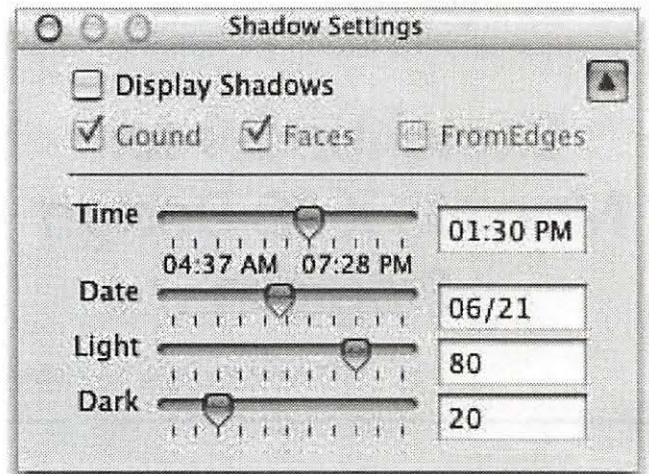 Shadow Settings
Display Shadows
Gound Faces FromEdges
Time 01:30 PM
04:37 AM 07:28 PM
Date 06/21
Light 80
Dark 20